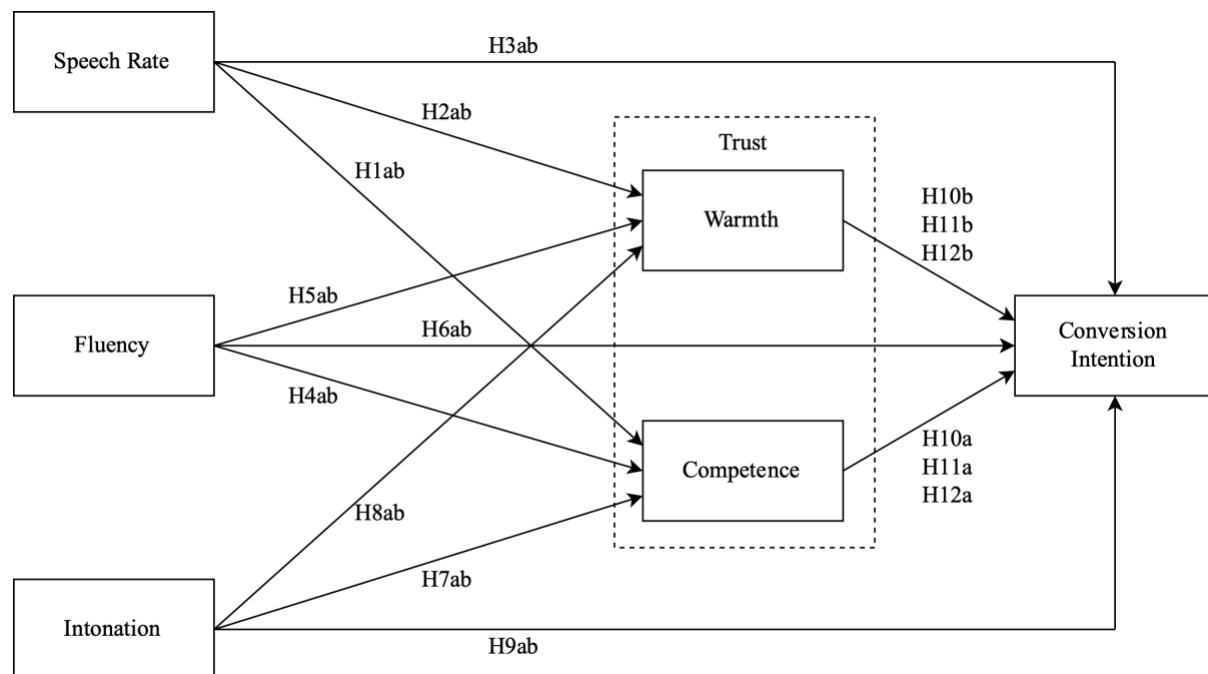 H3ab
Speech Rate
H2ab
Trust
H1ab
Warmth
H10b
H11b
H12b
H5ab
H6ab
Fluency
Conversion
Intention
H4ab
H10a
H11a
H12a
Competence
H8ab
H7ab
Intonation
H9ab